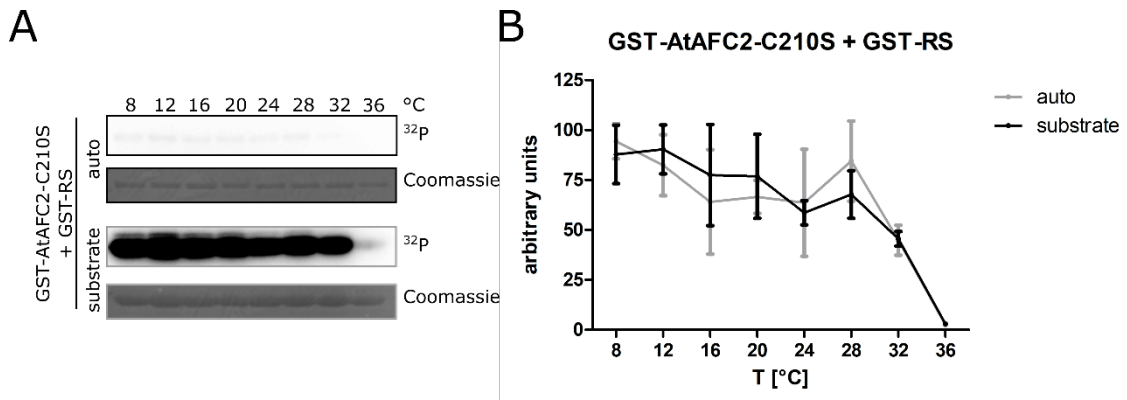 A
8 12 16 20 24 28 32 36 °C
GST-AtAFC2-C210S
+ GST-RS
auto
substrate
32P
Coomassie
32P
Coomassie
B
GST-AtAFC2-C210S + GST-RS
arbitrary units
125
100
75
50
25
0
8 12 16 20 24 28 32 36
T [°C]
auto
substrate